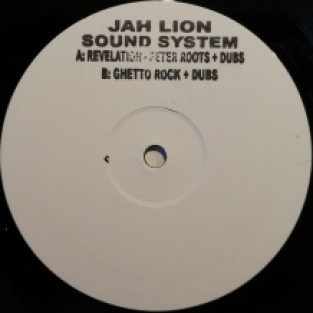 JAH LION
SOUND SYSTEM
A: REVELATION - PETER ROOTS + DUBS
B: GHETTO ROCK + DUBS